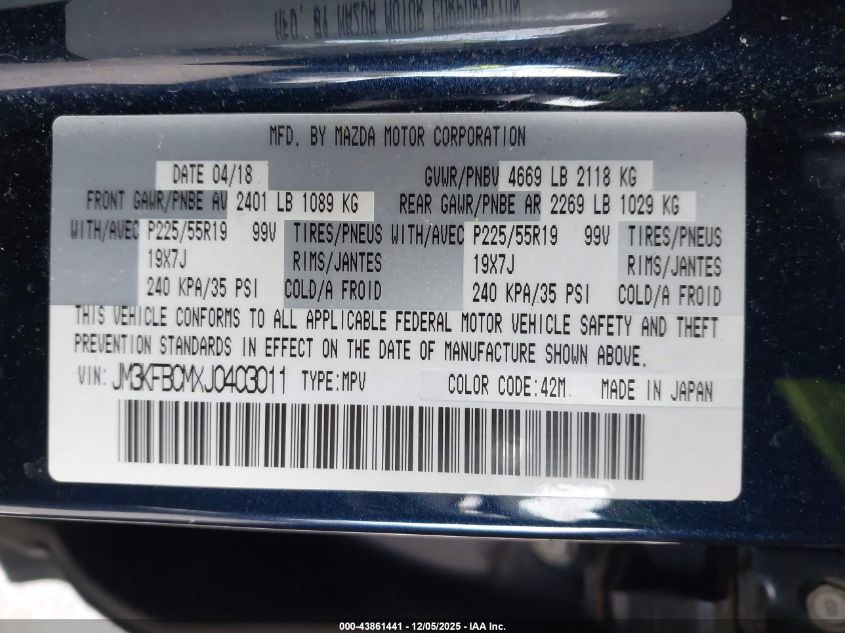 MFD. BY MAZDA MOTOR CORPORATION
MFD. BY MAZDA MOTOR CORPORATION
DATE 04/18 GVWR/PNBV 4669 LB 2118 KG
FRONT GAWR/PNBE AV 2401 LB 1089 KG REAR GAWR/PNBE AR 2269 LB 1029 KG
WITH/AVEC P225/55R19 99V TIRES/PNEUS WITH/AVEC P225/55R19 99V TIRES/PNEUS
19X7J RIMS/JANTES 19X7J RIMS/JANTES
240 KPA/35 PSI COLD/A FROID 240 KPA/35 PSI COLD/A FROID
THIS VEHICLE CONFORMS TO ALL APPLICABLE FEDERAL MOTOR VEHICLE SAFETY AND THEFT
PREVENTION STANDARDS IN EFFECT ON THE DATE OF MANUFACTURE SHOWN ABOVE.
VIN: JM3KFBCMXJ0403011 TYPE:MPV COLOR CODE:42M MADE IN JAPAN
000-43861441 - 12/05/2025 - IAA Inc.